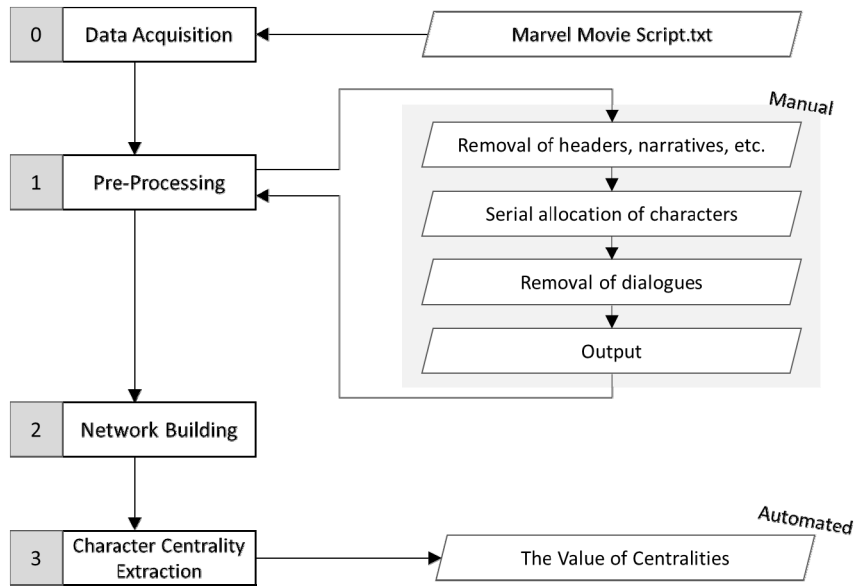 0
Data Acquisition
Marvel Movie Script.txt
Manual
1
Pre-Processing
Removal of headers, narratives, etc.
Serial allocation of characters
Removal of dialogues
Output
2
Network Building
Automated
3
Character Centrality
Extraction
The Value of Centralities